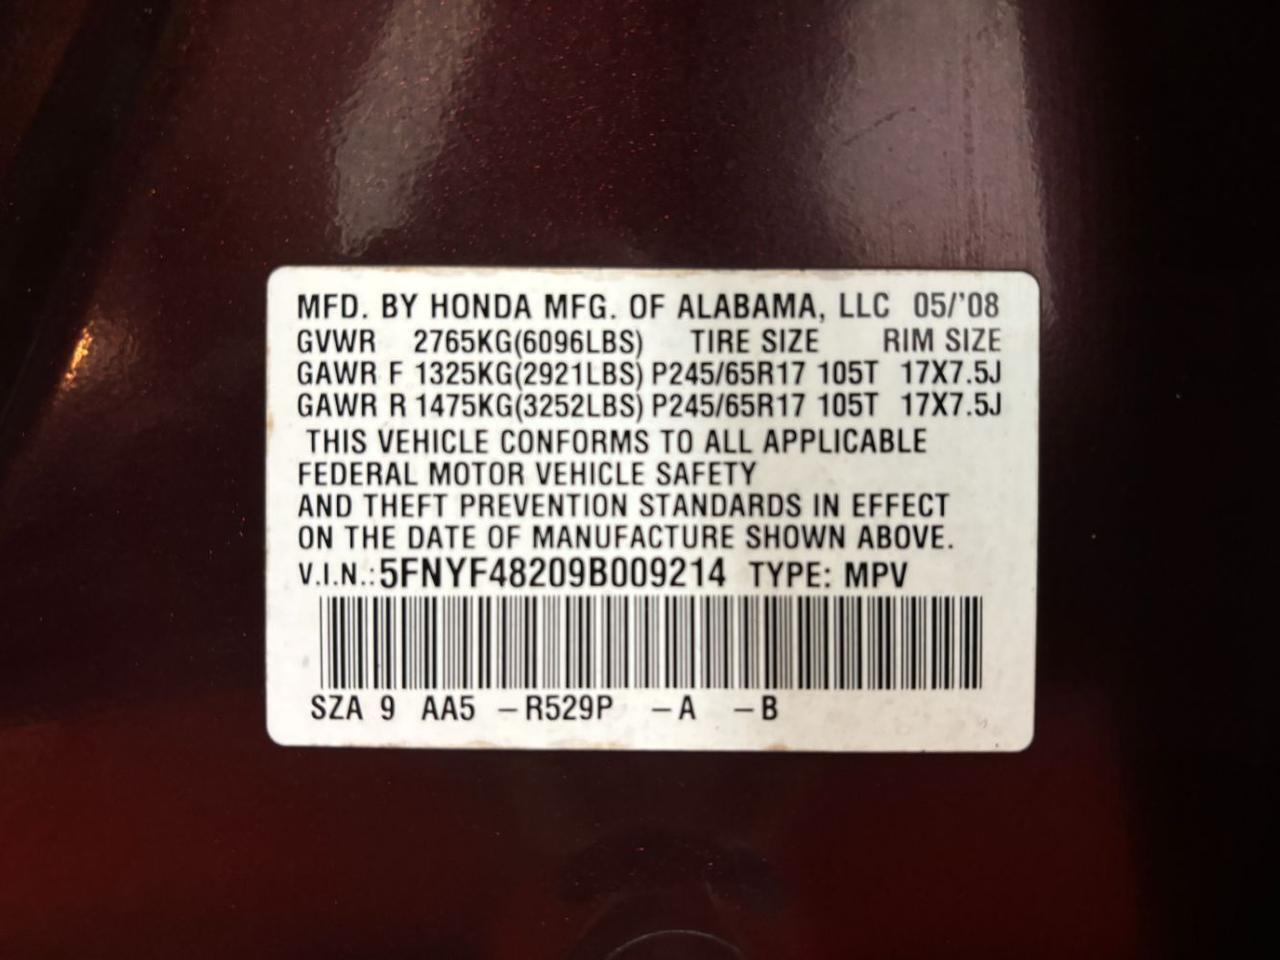 MFD. BY HONDA MFG. OF ALABAMA, LLC 05/'08
GVWR 2765KG(6096LBS) TIRE SIZE RIM SIZE
GAWR F 1325KG(2921LBS) P245/65R17 105T 17X7.5J
GAWR R 1475KG(3252LBS) P245/65R17 105T 17X7.5J
THIS VEHICLE CONFORMS TO ALL APPLICABLE
FEDERAL MOTOR VEHICLE SAFETY
AND THEFT PREVENTION STANDARDS IN EFFECT
ON THE DATE OF MANUFACTURE SHOWN ABOVE.
V.I.N.: 5FNYF48209B009214 TYPE: MPV
SZA 9 AA5 – R529P – A – B